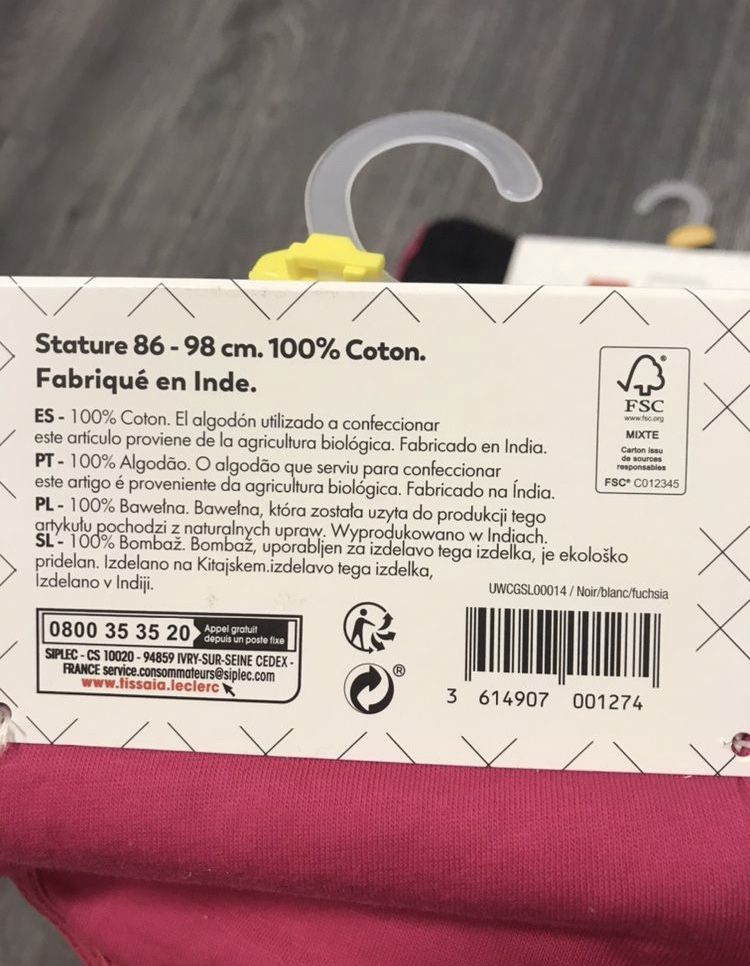 Stature 86 - 98 cm. 100% Coton.
Fabriqué en Inde.
ES - 100% Coton. El algodón utilizado a confeccionar
este artículo proviene de la agricultura biológica. Fabricado en India.
PT - 100% Algodão. O algodão que serviu para confeccionar
este artigo é proveniente da agricultura biológica. Fabricado na Índia.
PL - 100% Bawełna. Bawełna, która została uzyta do produkcji tego
artykułu pochodzi z naturalnych upraw. Wyprodukowano w Indiach.
SL - 100% Bombaž. Bombaž, uporabljen za izdelavo tega izdelka, je ekološko
pridelan. Izdelano na Kitajskem.izdelavo tega izdelka,
Izdelano v Indiji.
FSC
www.fsc.org
MIXTE
Carton issu
de sources
responsables
FSC® C012345
UWCGSL00014 / Noir/blanc/fuchsia
0800 35 35 20 Appel gratuit
depuis un poste fixe
SIPLEC - CS 10020 - 94859 IVRY-SUR-SEINE CEDEX -
FRANCE service.consommateurs@siplec.com
www.tissaia.leclerc
®
3 614907 001274